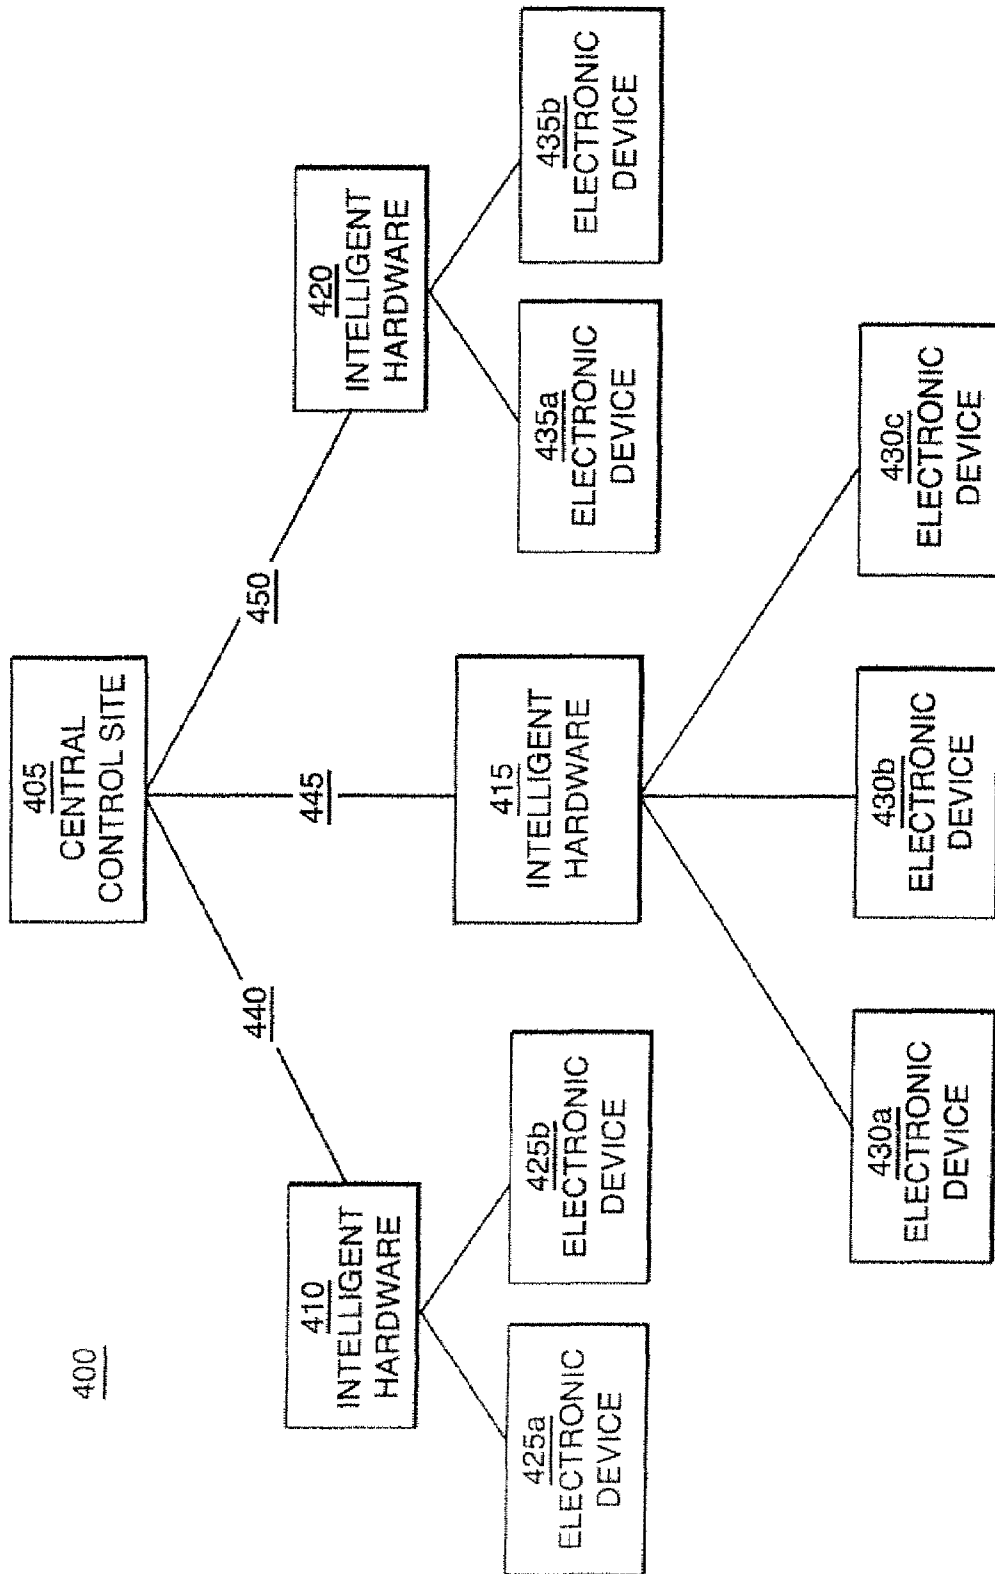 400
405
CENTRAL
CONTROL SITE
440
445
450
410
INTELLIGENT
HARDWARE
415
INTELLIGENT
HARDWARE
420
INTELLIGENT
HARDWARE
425a
ELECTRONIC
DEVICE
425b
ELECTRONIC
DEVICE
435a
ELECTRONIC
DEVICE
435b
ELECTRONIC
DEVICE
430a
ELECTRONIC
DEVICE
430b
ELECTRONIC
DEVICE
430c
ELECTRONIC
DEVICE